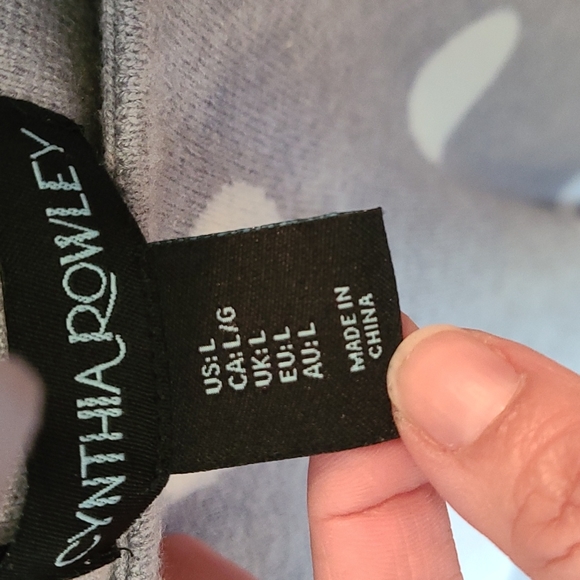 CYNTHIA ROWLEY
US: L
CA: L/G
UK: L
EU: L
AU: L
MADE IN
CHINA